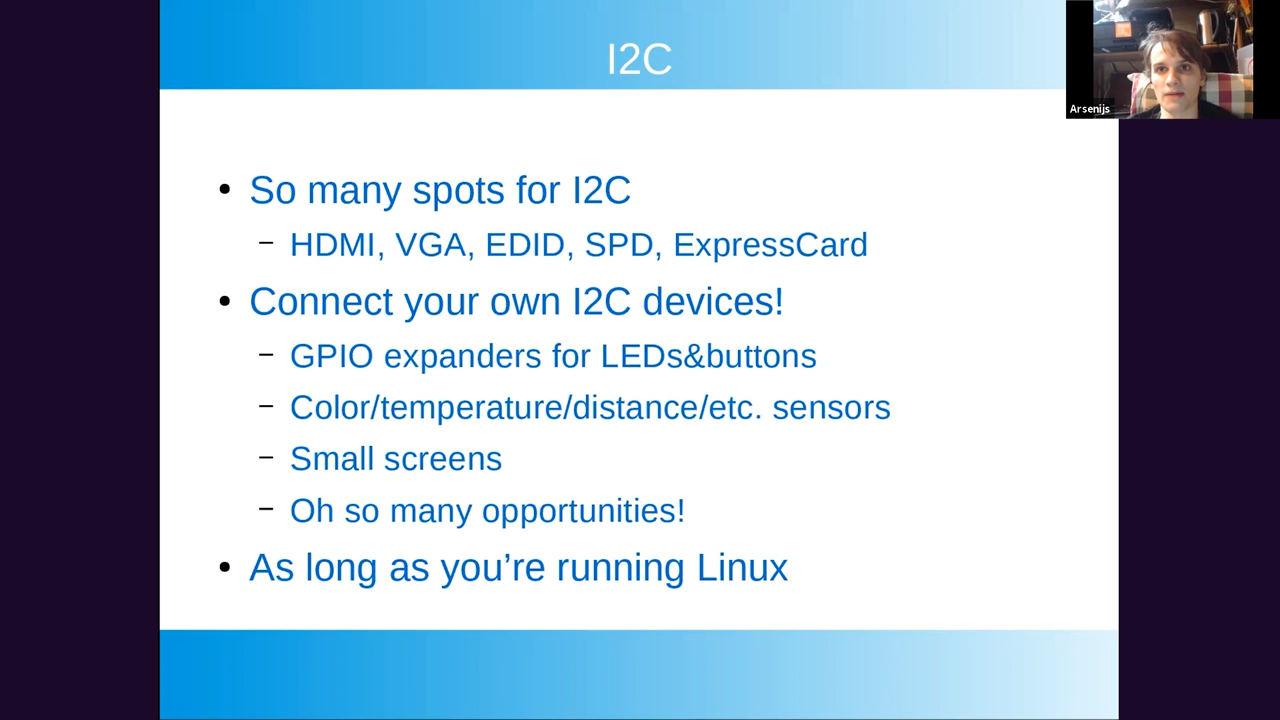 I2C
Arsenijs
• So many spots for I2C
– HDMI, VGA, EDID, SPD, ExpressCard
• Connect your own I2C devices!
– GPIO expanders for LEDs&buttons
– Color/temperature/distance/etc. sensors
– Small screens
– Oh so many opportunities!
• As long as you’re running Linux